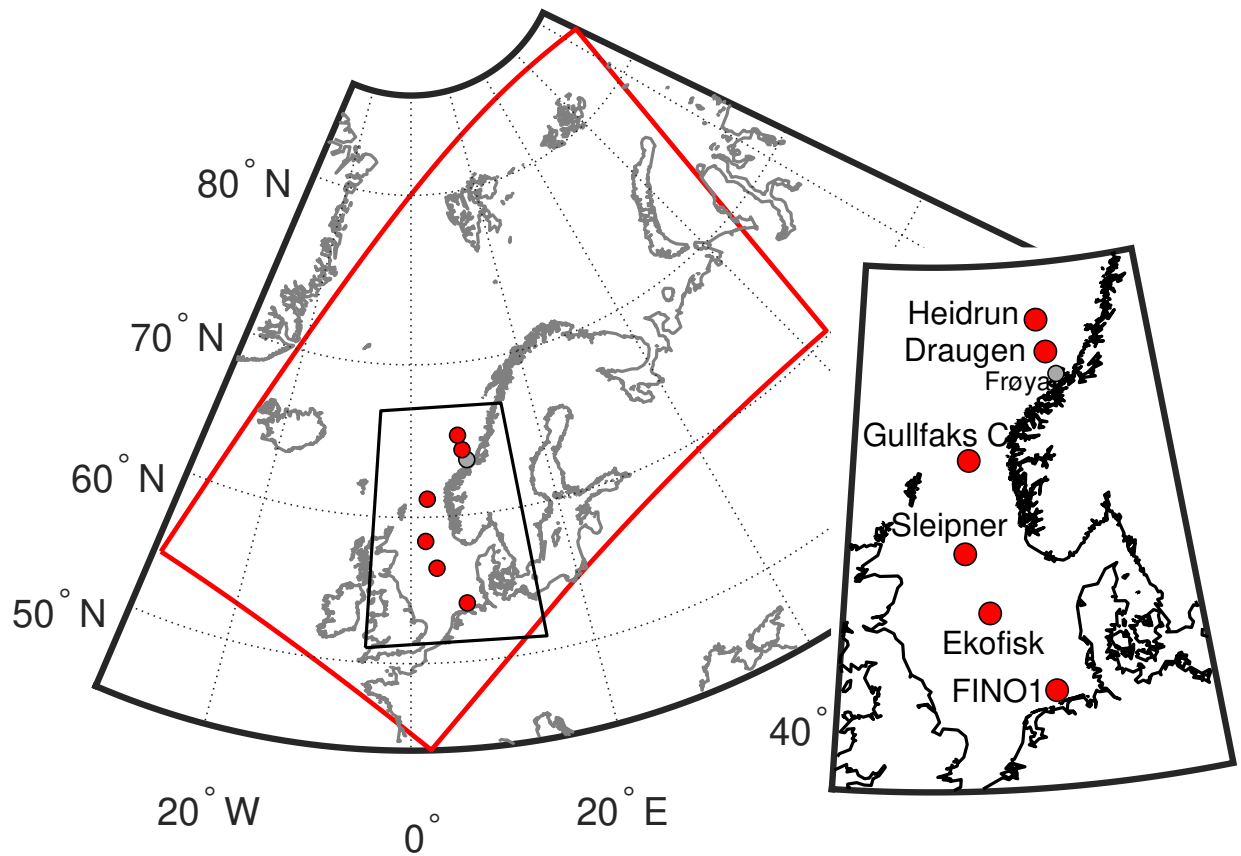 80° N
70° N
60° N
50° N
20° W
0°
20° E
40°
Heidrun
Draugen
Frøya
Gullfaks C
Sleipner
Ekofisk
FINO1